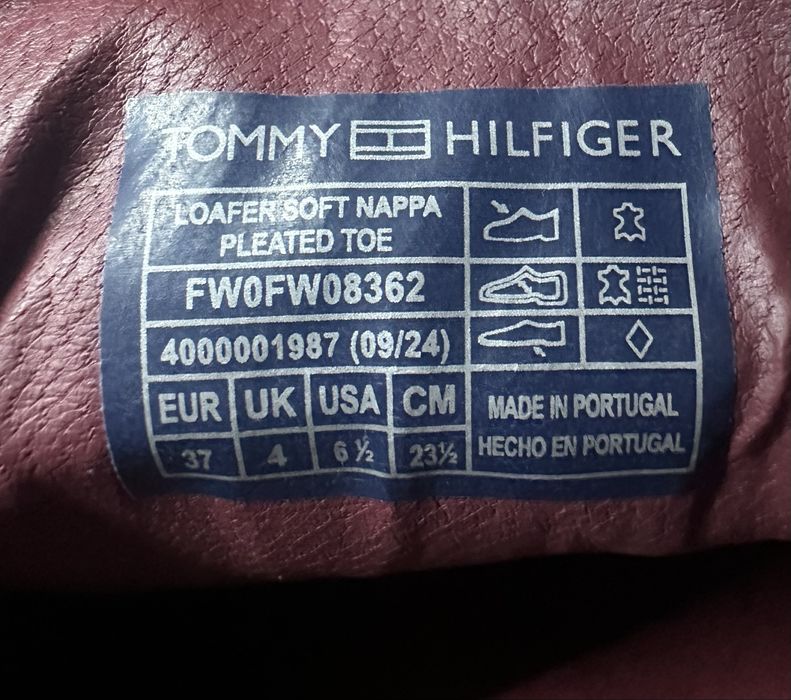 TOMMY HILFIGER
LOAFER SOFT NAPPA
PLEATED TOE
FW0FW08362
4000001987 (09/24)
EUR UK USA CM
37 4 6 ½ 23½
MADE IN PORTUGAL
HECHO EN PORTUGAL